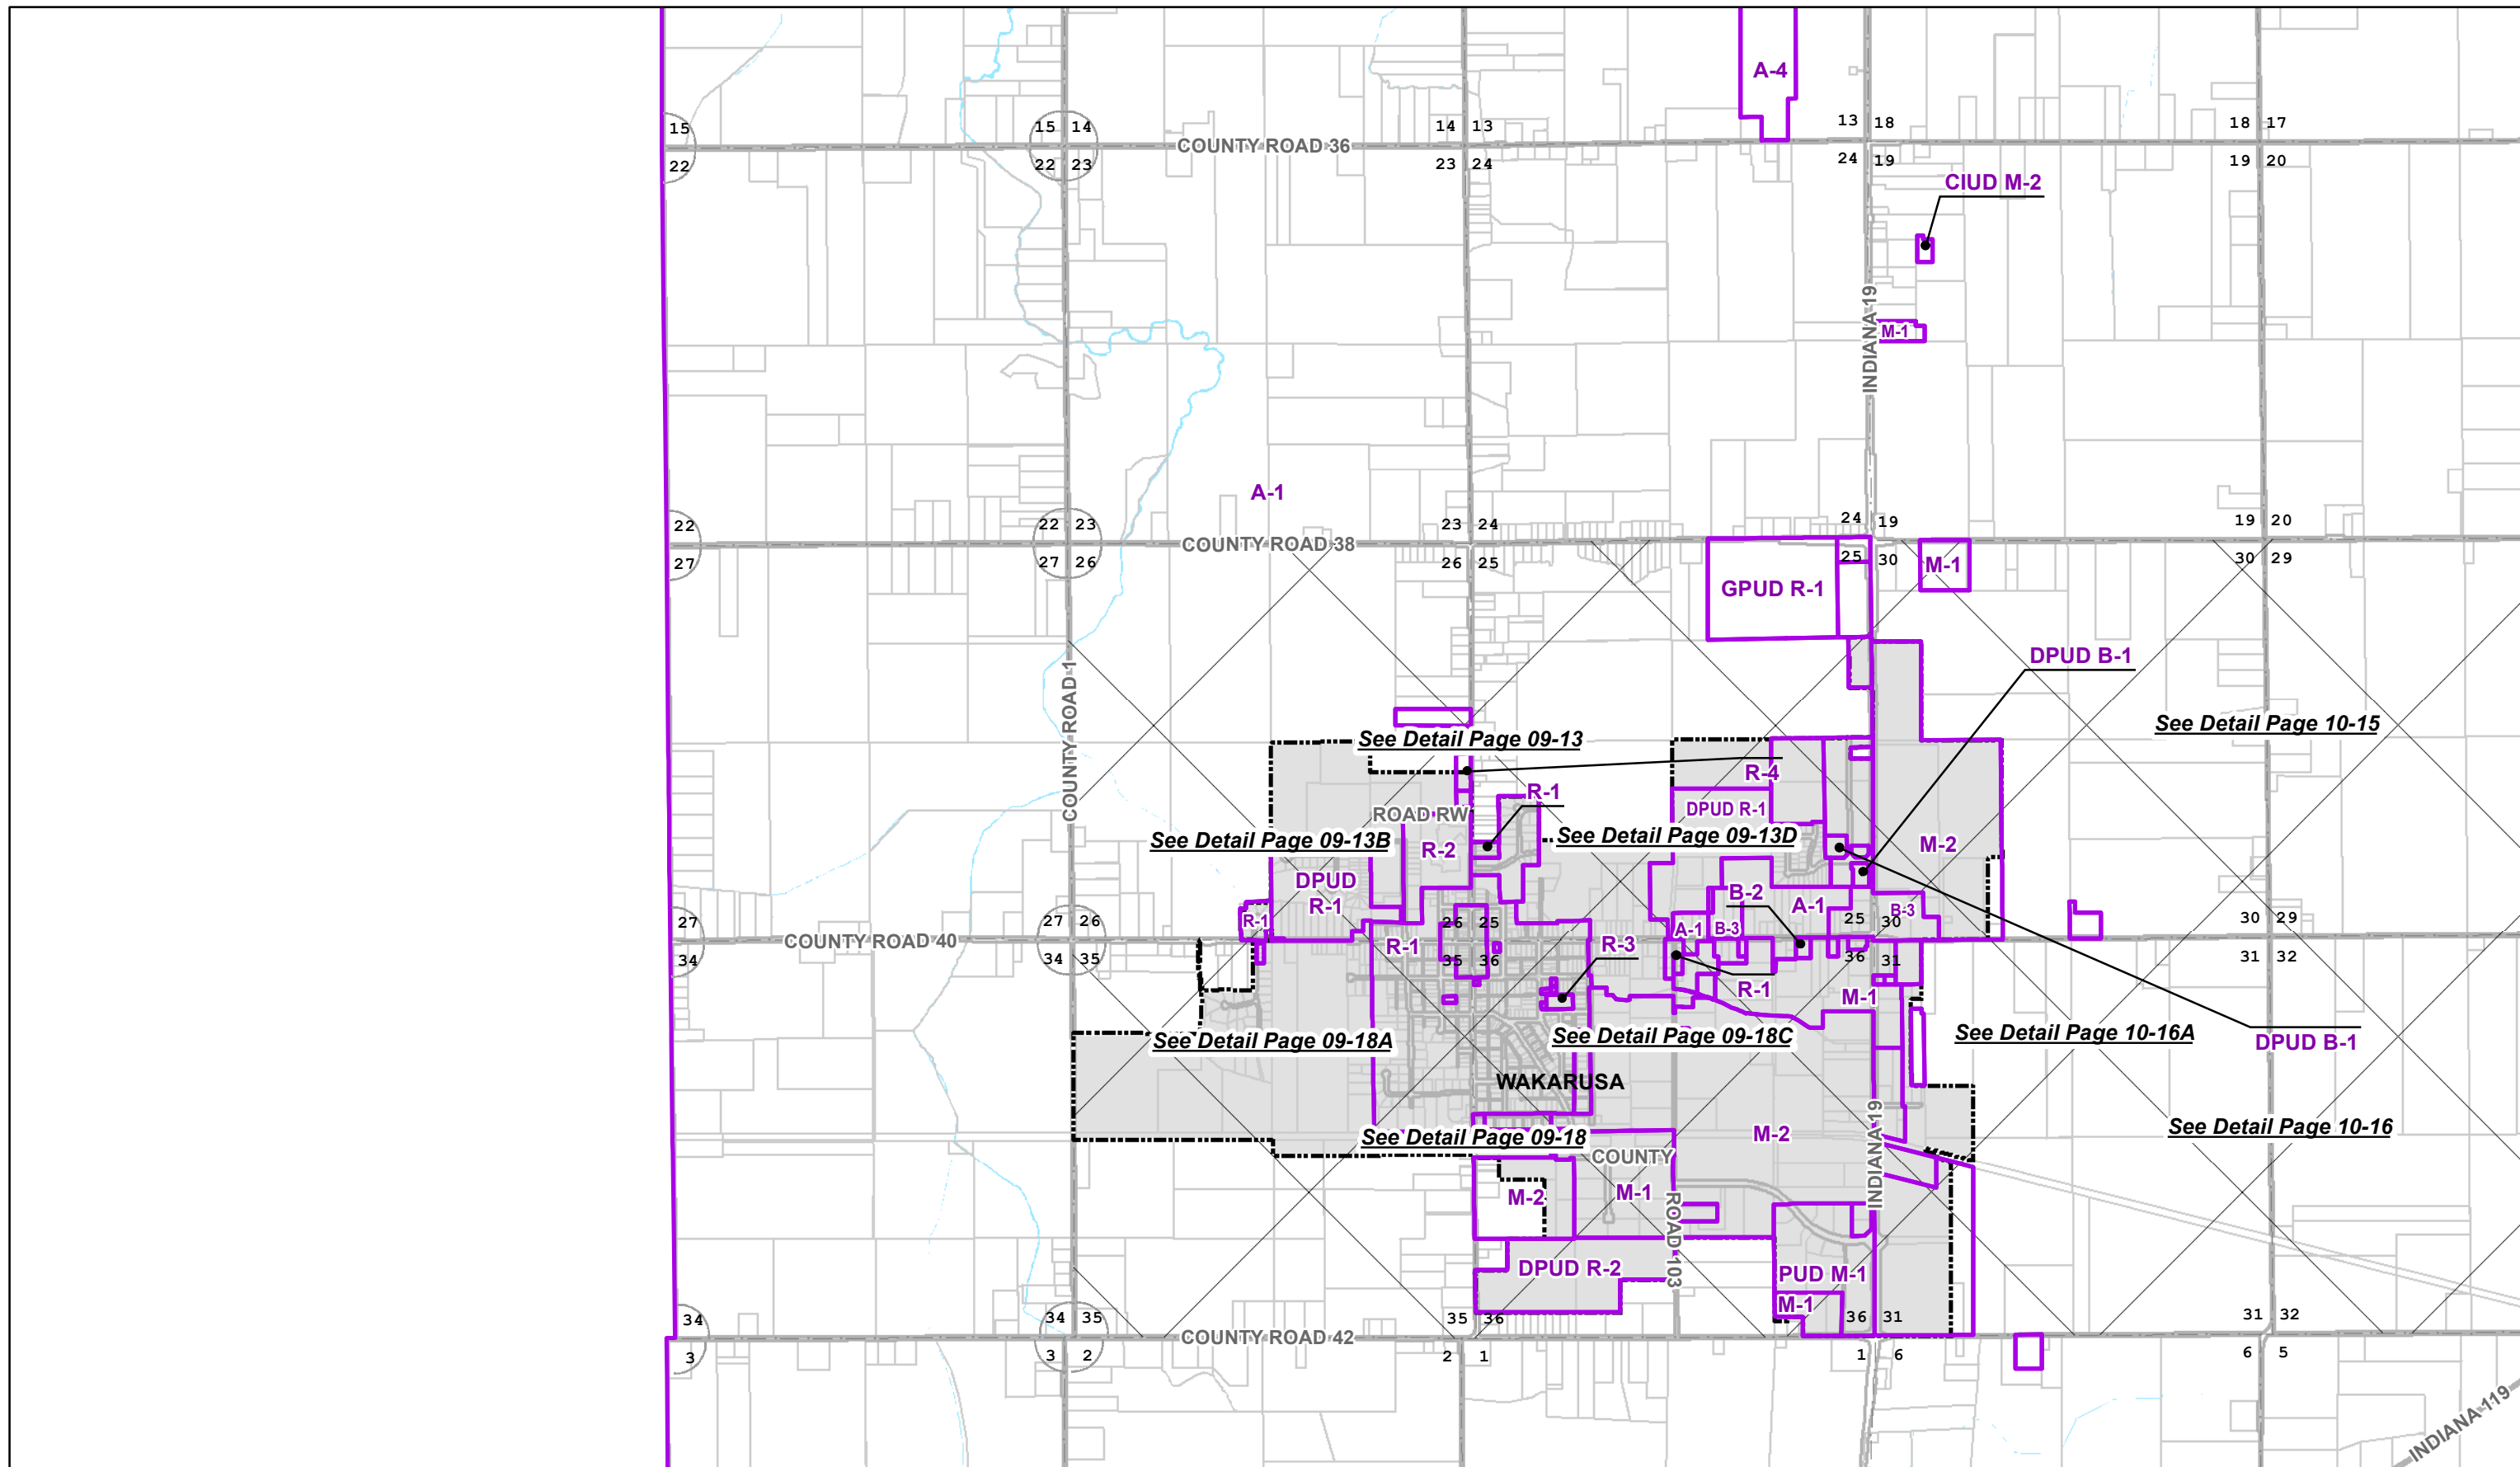 A-4
15
15 14
14 13
13 18
18 17
COUNTY ROAD 36
22
22 23
23 24
24 19
19 20
CIUD M-2
INDIANA 19
M-1
A-1
22
22 23
23 24
24 19
19 20
COUNTY ROAD 38
27
27 26
26 25
25 30
30 29
M-1
GPUD R-1
DPUD B-1
COUNTY ROAD 1
See Detail Page 10-15
See Detail Page 09-13
R-4
R-1
DPUD R-1
ROAD RW
See Detail Page 09-13B
See Detail Page 09-13D
R-2
M-2
DPUD
R-1
B-2
A-1
B-3
R-1
27
27 26
26 25
25 30
30 29
A-1
B-3
COUNTY ROAD 40
R-1
R-3
34
34 35
35 36
36 31
31 32
R-1
M-1
See Detail Page 09-18A
See Detail Page 09-18C
See Detail Page 10-16A
DPUD B-1
WAKARUSA
See Detail Page 09-18
M-2
INDIANA 19
See Detail Page 10-16
COUNTY
ROAD 103
M-2
M-1
DPUD R-2
PUD M-1
M-1
34
34 35
35 36
36 31
31 32
COUNTY ROAD 42
3
3 2
2 1
1 6
6 5
INDIANA 119